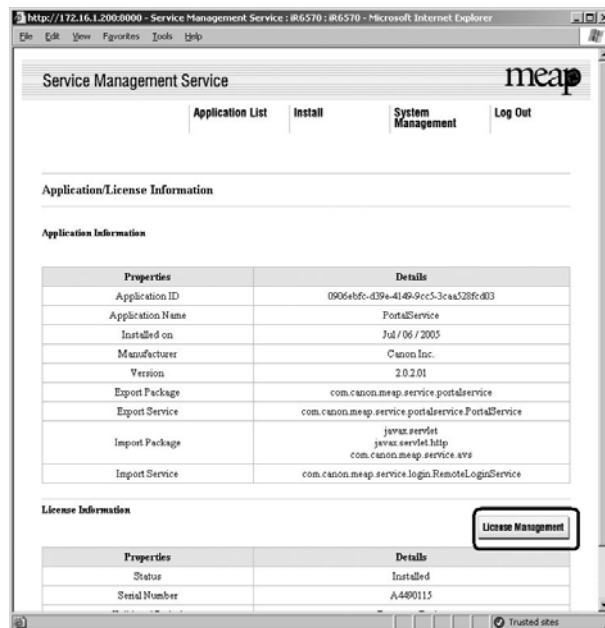 http://172.16.1.200:8000 - Service Management Service : iR6570 : iR6570 - Microsoft Internet Explorer
File Edit View Favorites Tools Help
Service Management Service
meap
Application List Install System Management Log Out
Application/License Information
Application Information
Properties Details
Application ID 0906ebfc-d39e-4149-9cc5-3caa528fcd03
Application Name PortalService
Installed on Jul / 06 / 2005
Manufacturer Canon Inc.
Version 2.0.2.01
Export Package com.canon.meap.service.portalservice
Export Service com.canon.meap.service.portalservice.PortalService
Import Package javax.servlet
javax.servlet.http
com.canon.meap.service.avs
Import Service com.canon.meap.service.login.RemoteLoginService
License Information
License Management
Properties Details
Status Installed
Serial Number A4490115
Trusted sites